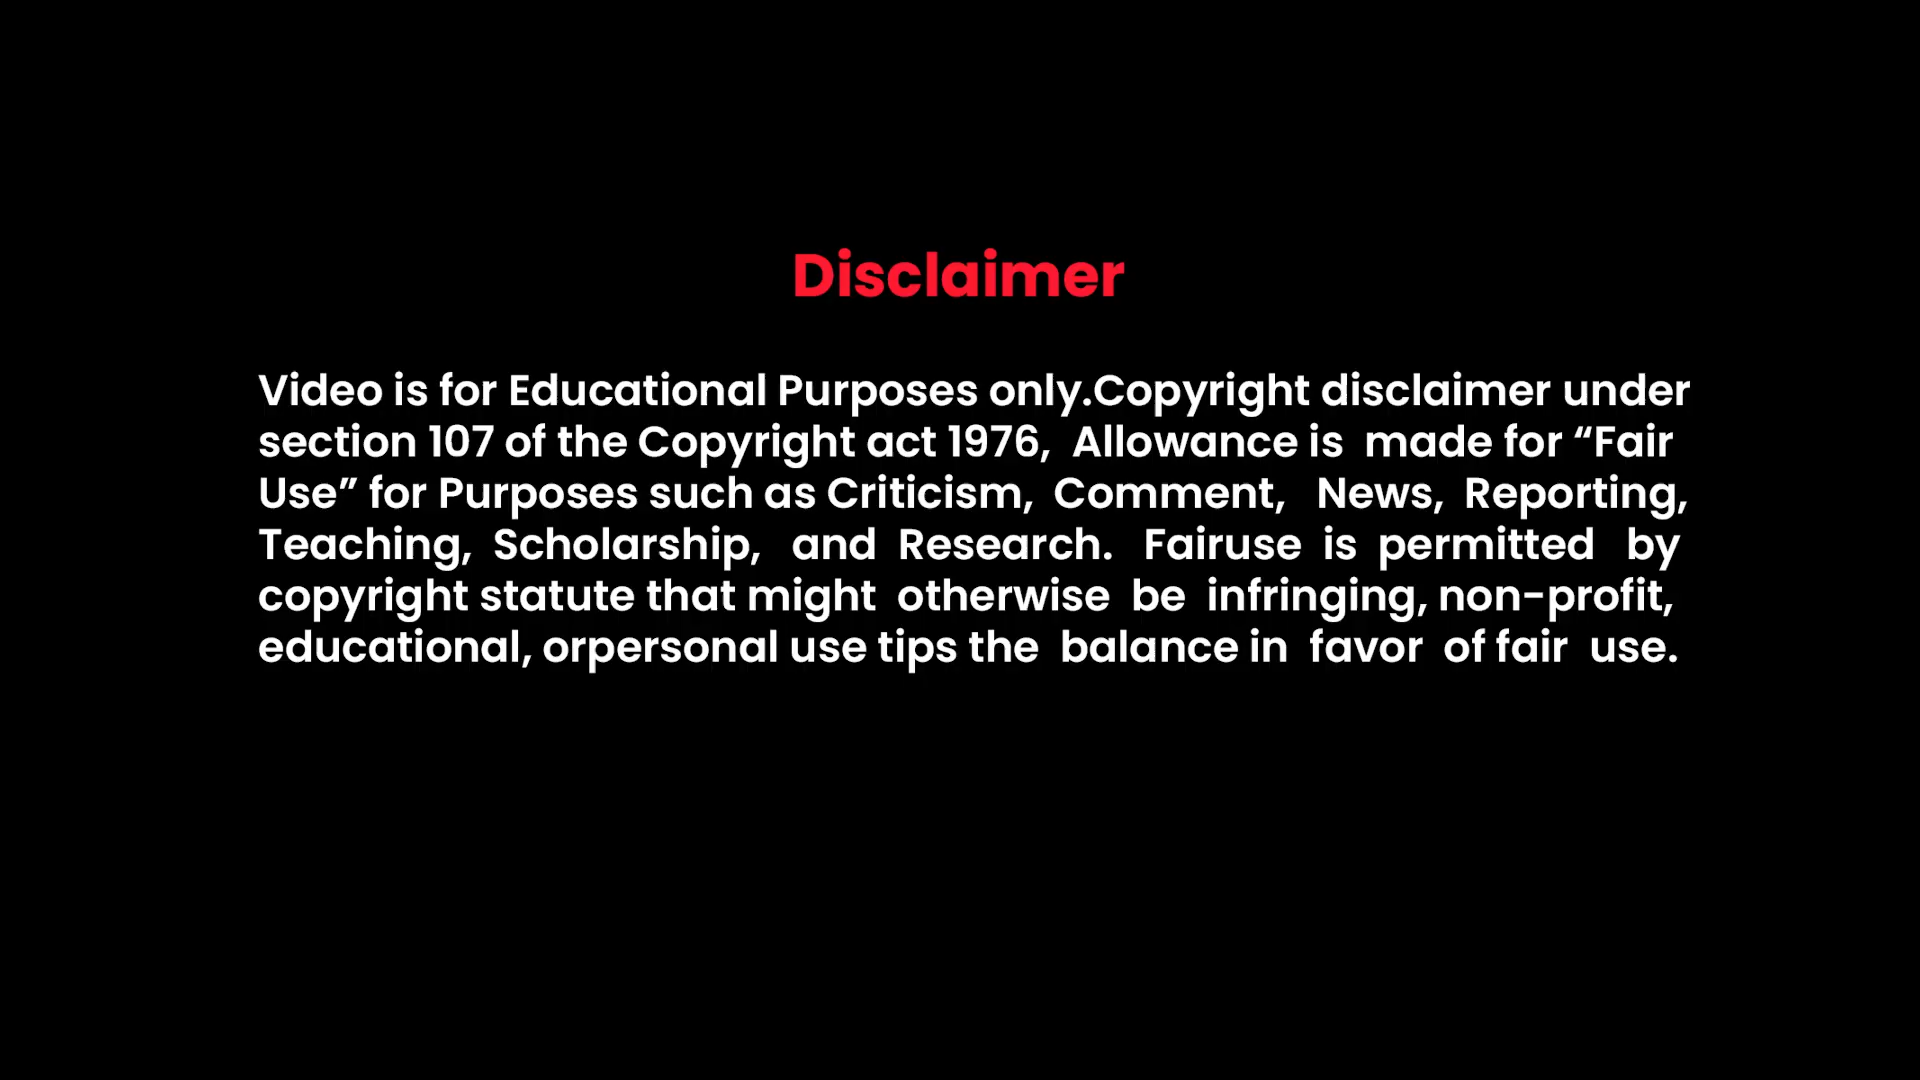 Disclaimer
Video is for Educational Purposes only.Copyright disclaimer under
section 107 of the Copyright act 1976, Allowance is made for “Fair
Use” for Purposes such as Criticism, Comment, News, Reporting,
Teaching, Scholarship, and Research. Fairuse is permitted by
copyright statute that might otherwise be infringing, non-profit,
educational, orpersonal use tips the balance in favor of fair use.